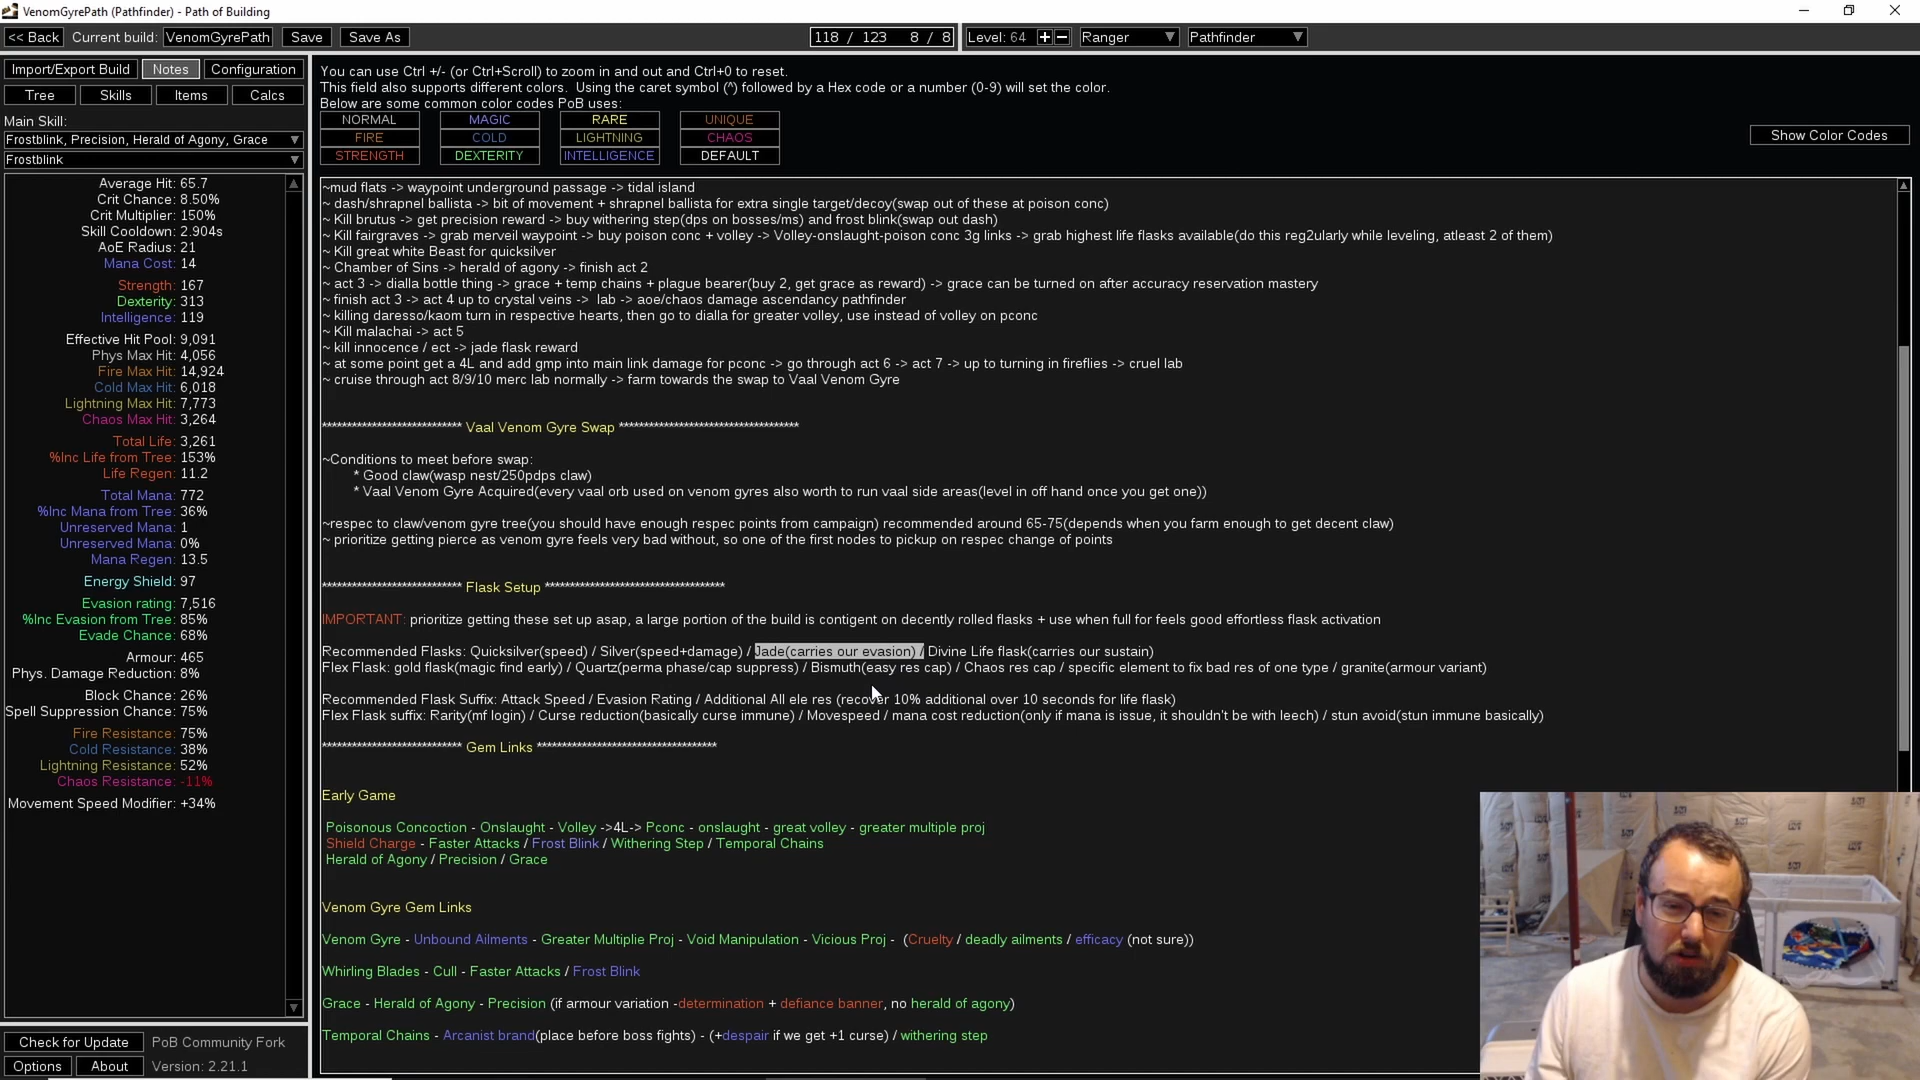 VenomGyrePath (Pathfinder) - Path of Building
<< Back Current build: VenomGyrePath Save Save As 118 / 123 8 / 8 Level: 64 + - Ranger Pathfinder
Import/Export Build Notes Configuration
Tree Skills Items Calcs
Main Skill:
Frostblink, Precision, Herald of Agony, Grace
Frostblink
Average Hit: 65.7
Crit Chance: 8.50%
Crit Multiplier: 150%
Skill Cooldown: 2.904s
AoE Radius: 21
Mana Cost: 14
Strength: 167
Dexterity: 313
Intelligence: 119
Effective Hit Pool: 9,091
Phys Max Hit: 4,056
Fire Max Hit: 14,924
Cold Max Hit: 6,018
Lightning Max Hit: 7,773
Chaos Max Hit: 3,264
Total Life: 3,261
%Inc Life from Tree: 153%
Life Regen: 11.2
Total Mana: 772
%Inc Mana from Tree: 36%
Unreserved Mana: 1
Unreserved Mana: 0%
Mana Regen: 13.5
Energy Shield: 97
Evasion rating: 7,516
%Inc Evasion from Tree: 85%
Evade Chance: 68%
Armour: 465
Phys. Damage Reduction: 8%
Block Chance: 26%
Spell Suppression Chance: 75%
Fire Resistance: 75%
Cold Resistance: 38%
Lightning Resistance: 52%
Chaos Resistance: -11%
Movement Speed Modifier: +34%
Check for Update PoB Community Fork
Options About Version: 2.21.1
You can use Ctrl +/- (or Ctrl+Scroll) to zoom in and out and Ctrl+0 to reset.
This field also supports different colors. Using the caret symbol (^) followed by a Hex code or a number (0-9) will set the color.
Below are some common color codes PoB uses:
NORMAL MAGIC RARE UNIQUE
FIRE COLD LIGHTNING CHAOS
STRENGTH DEXTERITY INTELLIGENCE DEFAULT
Show Color Codes
~mud flats -> waypoint underground passage -> tidal island
~ dash/shrapnel ballista -> bit of movement + shrapnel ballista for extra single target/decoy(swap out of these at poison conc)
~ Kill brutus -> get precision reward -> buy withering step(dps on bosses/ms) and frost blink(swap out dash)
~ Kill fairgraves -> grab merveil waypoint -> buy poison conc + volley -> Volley-onslaught-poison conc 3g links -> grab highest life flasks available(do this reg2ularly while leveling, atleast 2 of them)
~ Kill great white Beast for quicksilver
~ Chamber of Sins -> herald of agony -> finish act 2
~ act 3 -> dialla bottle thing -> grace + temp chains + plague bearer(buy 2, get grace as reward) -> grace can be turned on after accuracy reservation mastery
~ finish act 3 -> act 4 up to crystal veins -> lab -> aoe/chaos damage ascendancy pathfinder
~ killing daresso/kaom turn in respective hearts, then go to dialla for greater volley, use instead of volley on pconc
~ Kill malachai -> act 5
~ kill innocence / ect -> jade flask reward
~ at some point get a 4L and add gmp into main link damage for pconc -> go through act 6 -> act 7 -> up to turning in fireflies -> cruel lab
~ cruise through act 8/9/10 merc lab normally -> farm towards the swap to Vaal Venom Gyre
*************************** Vaal Venom Gyre Swap ***********************************
~Conditions to meet before swap:
* Good claw(wasp nest/250pdps claw)
* Vaal Venom Gyre Acquired(every vaal orb used on venom gyres also worth to run vaal side areas(level in off hand once you get one))
~respec to claw/venom gyre tree(you should have enough respec points from campaign) recommended around 65-75(depends when you farm enough to get decent claw)
~ prioritize getting pierce as venom gyre feels very bad without, so one of the first nodes to pickup on respec change of points
*************************** Flask Setup ***********************************
IMPORTANT: prioritize getting these set up asap, a large portion of the build is contigent on decently rolled flasks + use when full for feels good effortless flask activation
Recommended Flasks: Quicksilver(speed) / Silver(speed+damage) / Jade(carries our evasion) / Divine Life flask(carries our sustain)
Flex Flask: gold flask(magic find early) / Quartz(perma phase/cap suppress) / Bismuth(easy res cap) / Chaos res cap / specific element to fix bad res of one type / granite(armour variant)
Recommended Flask Suffix: Attack Speed / Evasion Rating / Additional All ele res (recover 10% additional over 10 seconds for life flask)
Flex Flask suffix: Rarity(mf login) / Curse reduction(basically curse immune) / Movespeed / mana cost reduction(only if mana is issue, it shouldn't be with leech) / stun avoid(stun immune basically)
*************************** Gem Links ***********************************
Early Game
Poisonous Concoction - Onslaught - Volley ->4L-> Pconc - onslaught - great volley - greater multiple proj
Shield Charge - Faster Attacks / Frost Blink / Withering Step / Temporal Chains
Herald of Agony / Precision / Grace
Venom Gyre Gem Links
Venom Gyre - Unbound Ailments - Greater Multiplie Proj - Void Manipulation - Vicious Proj - (Cruelty / deadly ailments / efficacy (not sure))
Whirling Blades - Cull - Faster Attacks / Frost Blink
Grace - Herald of Agony - Precision (if armour variation -determination + defiance banner, no herald of agony)
Temporal Chains - Arcanist brand(place before boss fights) - (+despair if we get +1 curse) / withering step